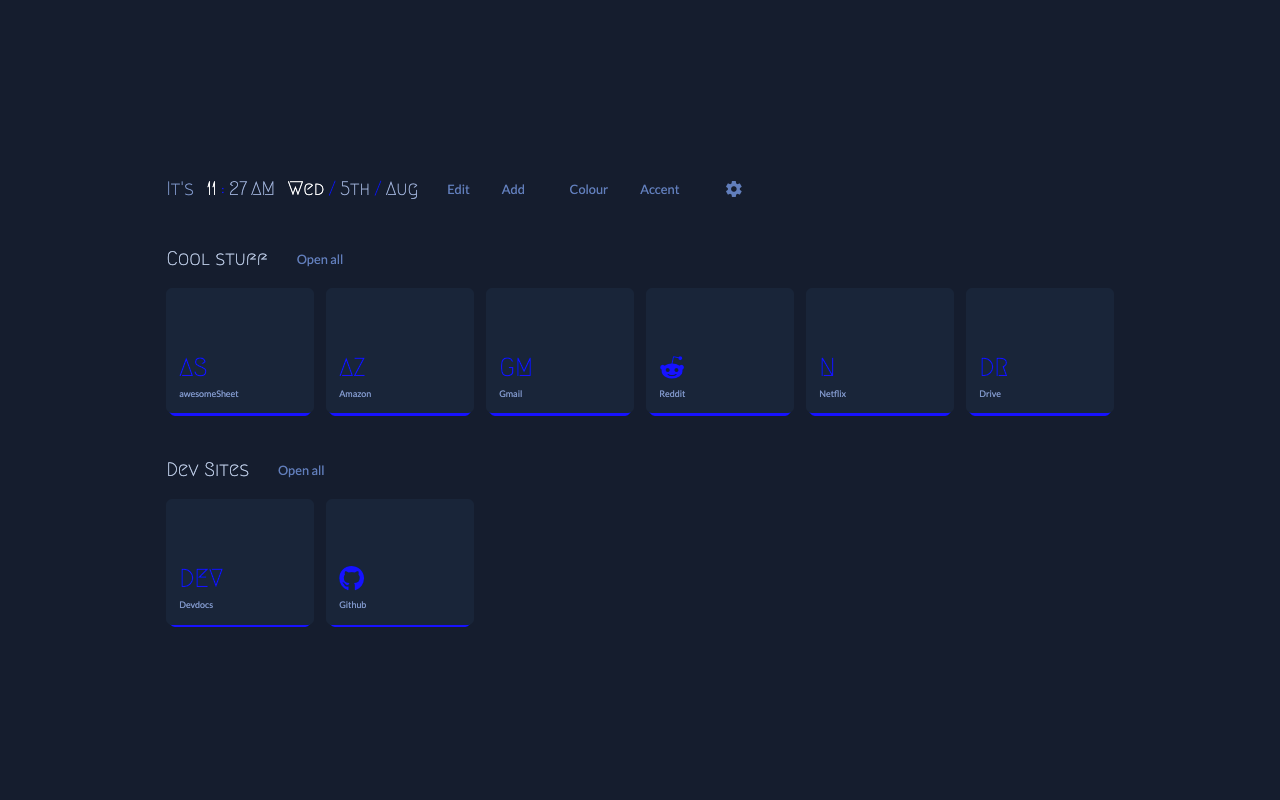 It's 11 : 27 AM Wed / 5th / Aug Edit Add Colour Accent
Cool stuff Open all
AS AZ GM N DR
awesomeSheet Amazon Gmail Reddit Netflix Drive
Dev Sites Open all
DEV
Devdocs Github